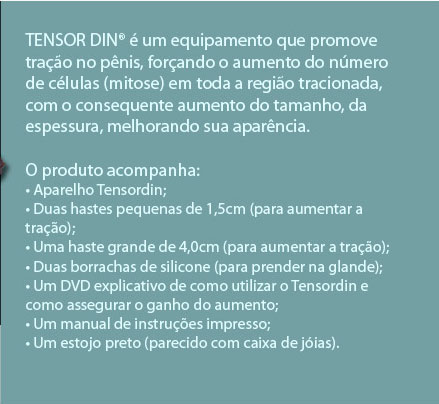 TENSOR DIN® é um equipamento que promove
tração no pênis, forçando o aumento do número
de células (mitose) em toda a região tracionada,
com o consequente aumento do tamanho, da
espessura, melhorando sua aparência.
O produto acompanha:
• Aparelho Tensordin;
• Duas hastes pequenas de 1,5cm (para aumentar a
tração);
• Uma haste grande de 4,0cm (para aumentar a tração);
• Duas borrachas de silicone (para prender na glande);
• Um DVD explicativo de como utilizar o Tensordin e
como assegurar o ganho do aumento;
• Um manual de instruções impresso;
• Um estojo preto (parecido com caixa de jóias).